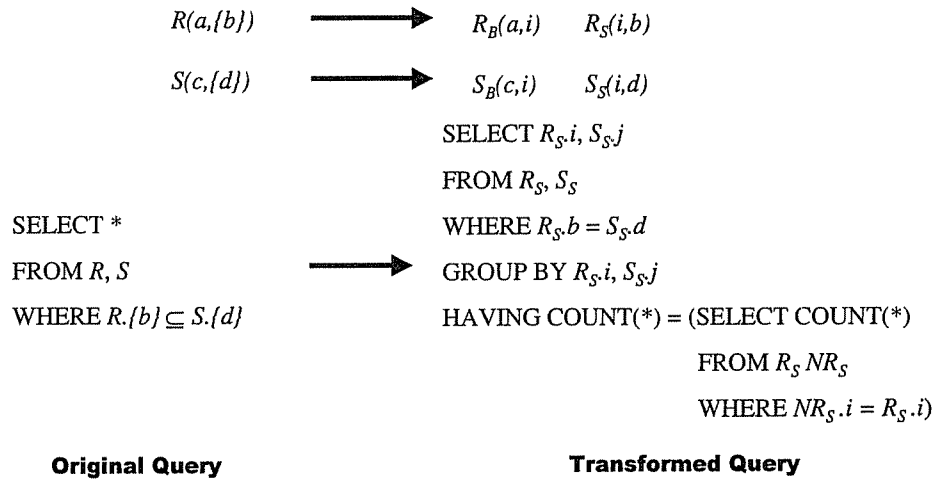 R(a,{b}) R_B(a,i) R_S(i,b)
S(c,{d}) S_B(c,i) S_S(i,d)
SELECT R_S.i, S_S.j
FROM R_S, S_S
SELECT * WHERE R_S.b = S_S.d
FROM R, S GROUP BY R_S.i, S_S.j
WHERE R.{b} ⊆ S.{d} HAVING COUNT(*) = (SELECT COUNT(*)
FROM R_S NR_S
WHERE NR_S.i = R_S.i)
Original Query Transformed Query